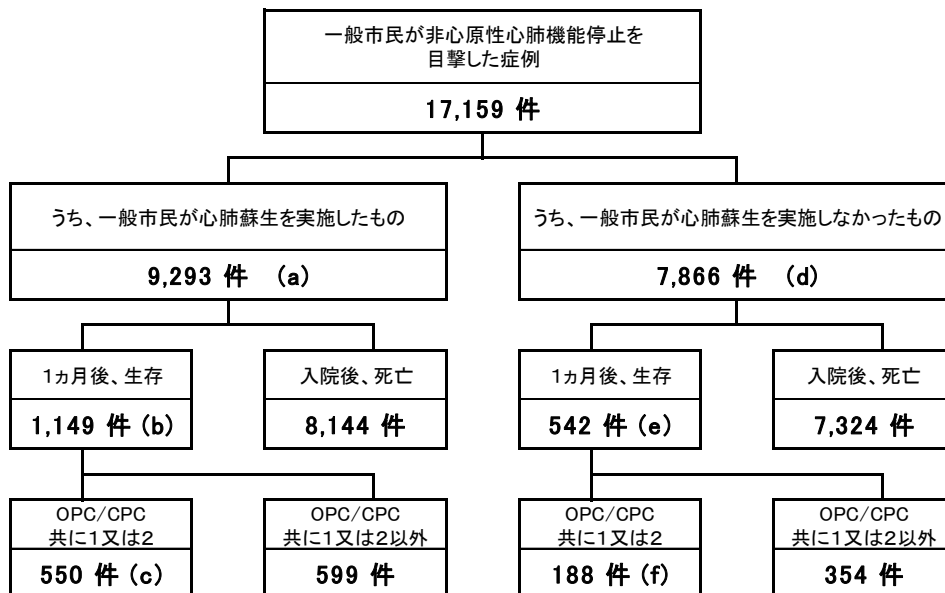 一般市民が非心原性心肺機能停止を
目撃した症例
17,159 件
うち、一般市民が心肺蘇生を実施したもの
9,293 件 (a)
うち、一般市民が心肺蘇生を実施しなかったもの
7,866 件 (d)
1ヵ月後、生存
1,149 件 (b)
入院後、死亡
8,144 件
1ヵ月後、生存
542 件 (e)
入院後、死亡
7,324 件
OPC/CPC
共に1又は2
550 件 (c)
OPC/CPC
共に1又は2以外
599 件
OPC/CPC
共に1又は2
188 件 (f)
OPC/CPC
共に1又は2以外
354 件